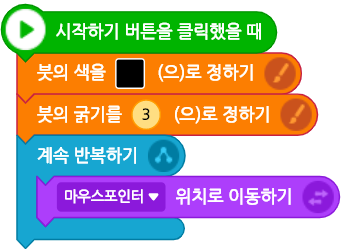 시작하기 버튼을 클릭했을 때
붓의 색을 (으)로 정하기
붓의 굵기를 3 (으)로 정하기
계속 반복하기
마우스포인터 ▼ 위치로 이동하기